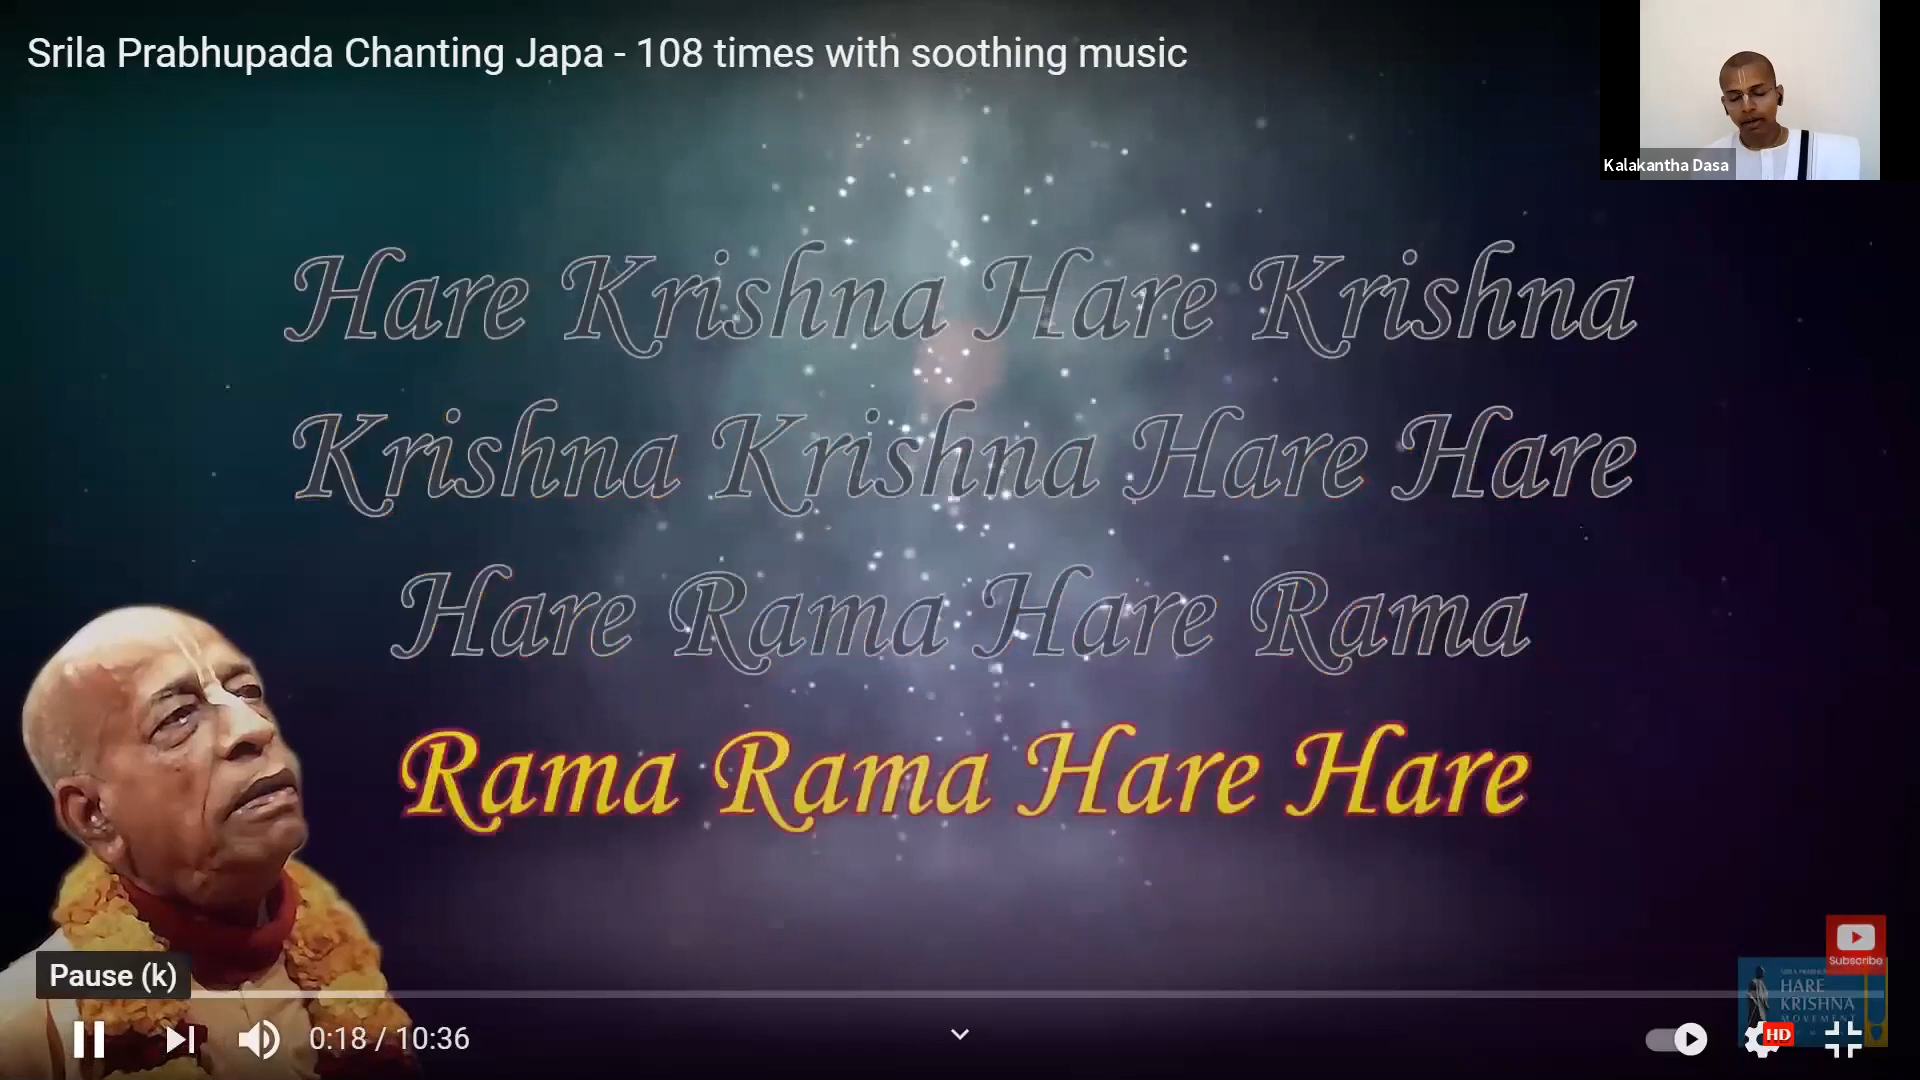 Srila Prabhupada Chanting Japa - 108 times with soothing music
Kalakantha Dasa
Hare Krishna Hare Krishna
Krishna Krishna Hare Hare
Hare Rama Hare Rama
Rama Rama Hare Hare
Subscribe
HARE
KRISHNA
MOVEMENT
Pause (k)
0:18 / 10:36
HD